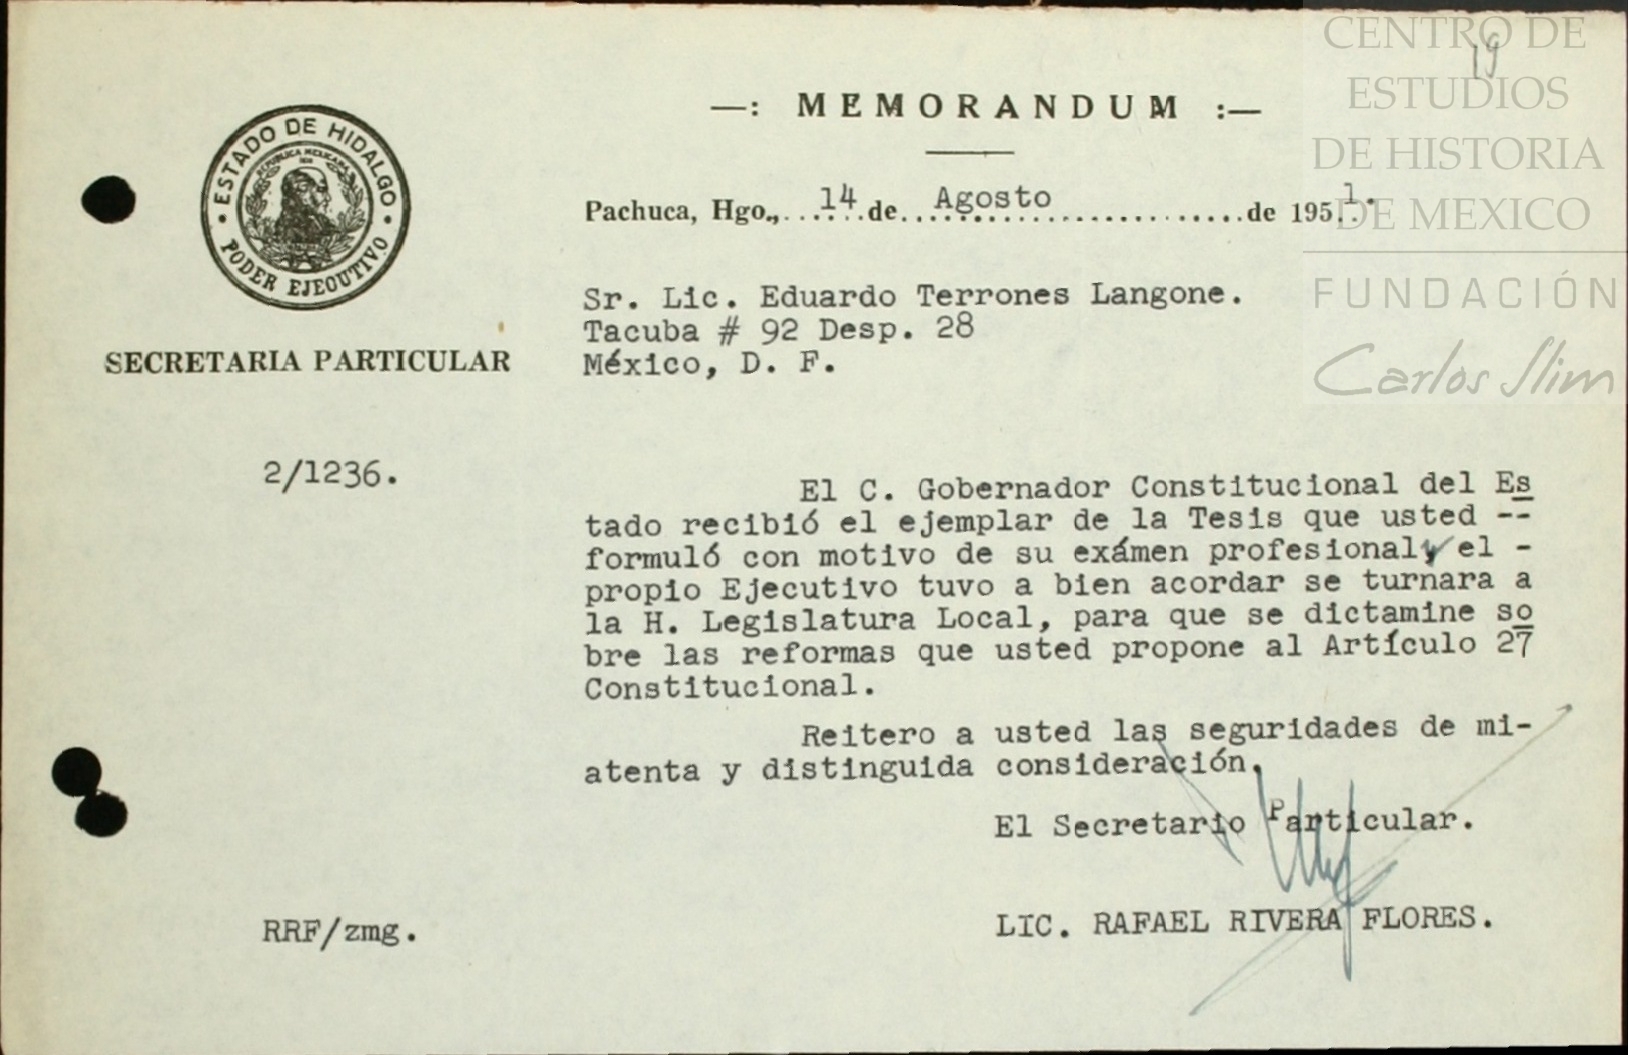 CENTRO DE
ESTUDIOS
DE HISTORIA
DE MEXICO
FUNDACIÓN
Carlos Slim
19
—: MEMORANDUM :—
ESTADO DE HIDALGO
REPUBLICA MEXICANA
PODER EJECUTIVO
SECRETARIA PARTICULAR
Pachuca, Hgo., 14 de Agosto de 1951.
Sr. Lic. Eduardo Terrones Langone.
Tacuba # 92 Desp. 28
México, D. F.
2/1236.
El C. Gobernador Constitucional del Es
tado recibió el ejemplar de la Tesis que usted --
formuló con motivo de su exámen profesional y el -
propio Ejecutivo tuvo a bien acordar se turnara a
la H. Legislatura Local, para que se dictamine so
bre las reformas que usted propone al Artículo 27
Constitucional.
Reitero a usted las seguridades de mi-
atenta y distinguida consideración.
El Secretario Particular.
LIC. RAFAEL RIVERA FLORES.
RRF/zmg.